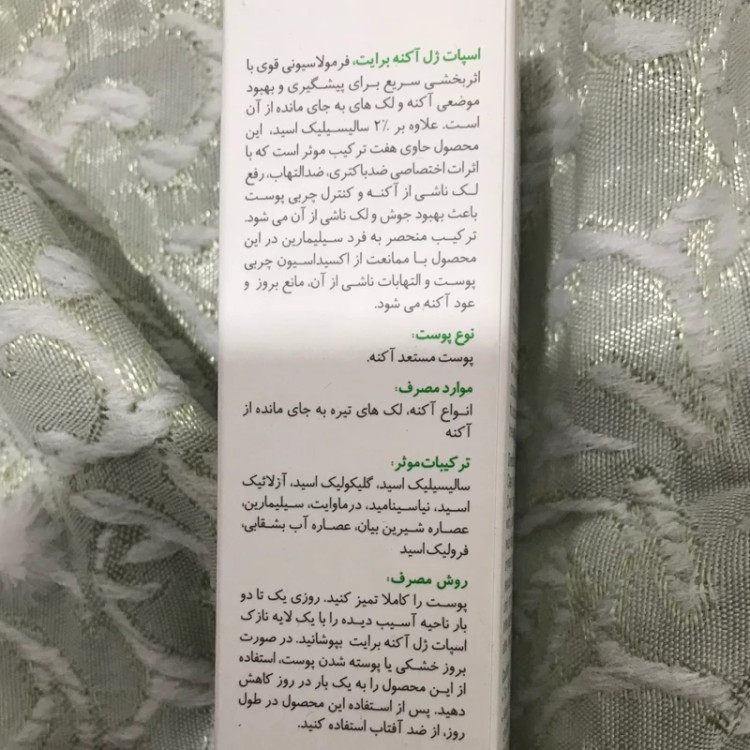 اسپات ژل آکنه برایت، فرمولاسیونی قوی با
اثربخشی سریع برای پیشگیری و بهبود
موضعی آکنه و لک های به جای مانده از آن
است. علاوه بر ۲٪ سالیسیلیک اسید، این
محصول حاوی هفت ترکیب موثر است که با
اثرات اختصاصی ضدباکتری، ضدالتهاب، رفع
لک ناشی از آکنه و کنترل چربی پوست
باعث بهبود جوش و لک ناشی از آن می شود.
ترکیب منحصر به فرد سیلیمارین در این
محصول با ممانعت از اکسیداسیون چربی
پوست و التهابات ناشی از آن، مانع بروز و
عود آکنه می شود.
نوع پوست:
پوست مستعد آکنه.
موارد مصرف:
انواع آکنه، لک های تیره به جای مانده از
آکنه
ترکیبات موثر:
سالیسیلیک اسید، گلیکولیک اسید، آزلائیک
اسید، نیاسینامید، درماوایت، سیلیمارین،
عصاره شیرین بیان، عصاره آب بشقابی،
فرولیک اسید
روش مصرف:
پوست را کاملا تمیز کنید. روزی یک تا دو
بار ناحیه آسیب دیده را با یک لایه نازک
اسپات ژل آکنه برایت بپوشانید. در صورت
بروز خشکی یا پوسته شدن پوست، استفاده
از این محصول را به یک بار در روز کاهش
دهید. پس از استفاده این محصول در طول
روز، از ضد آفتاب استفاده کنید.